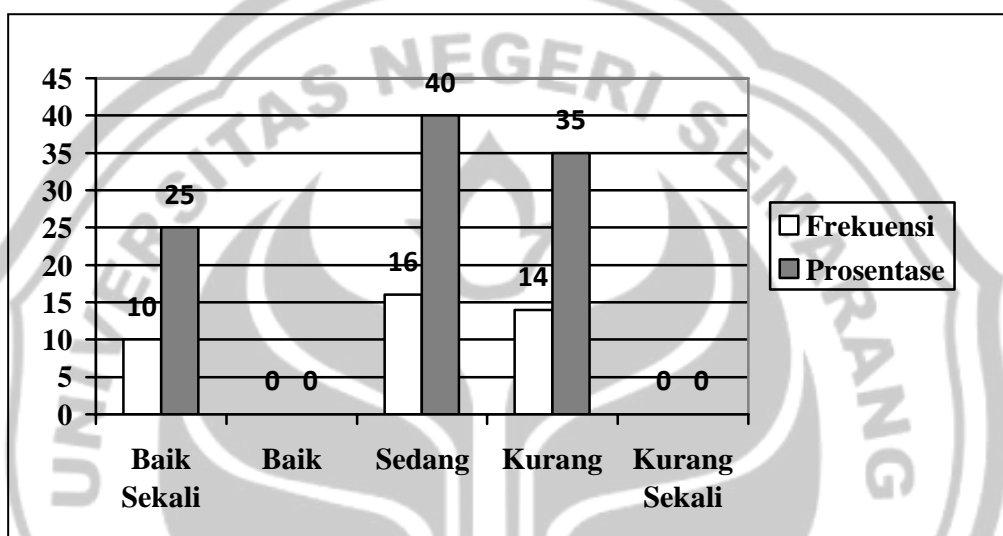 UNIVERSITAS NEGERI SEMARANG
45
40
35
30
25
20
15
10
5
0
10
25
0
0
16
40
14
35
0
0
Baik
Sekali
Baik
Sedang
Kurang
Kurang
Sekali
Frekuensi
Prosentase